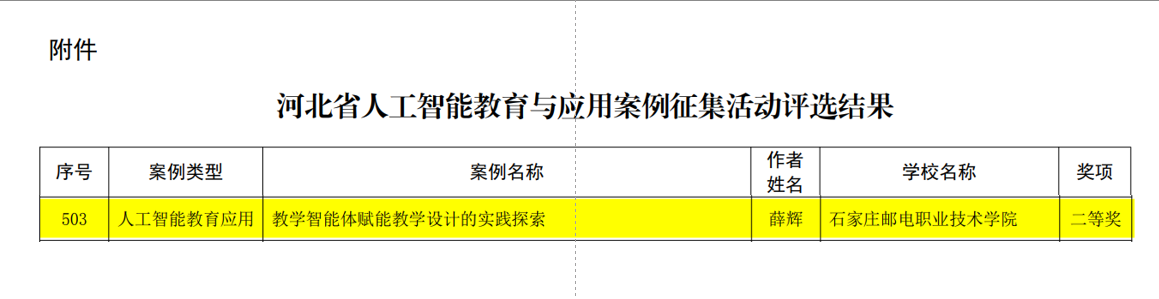 附件
河北省人工智能教育与应用案例征集活动评选结果
序号 案例类型 案例名称 作者姓名 学校名称 奖项
503 人工智能教育应用 教学智能体赋能教学设计的实践探索 薛辉 石家庄邮电职业技术学院 二等奖